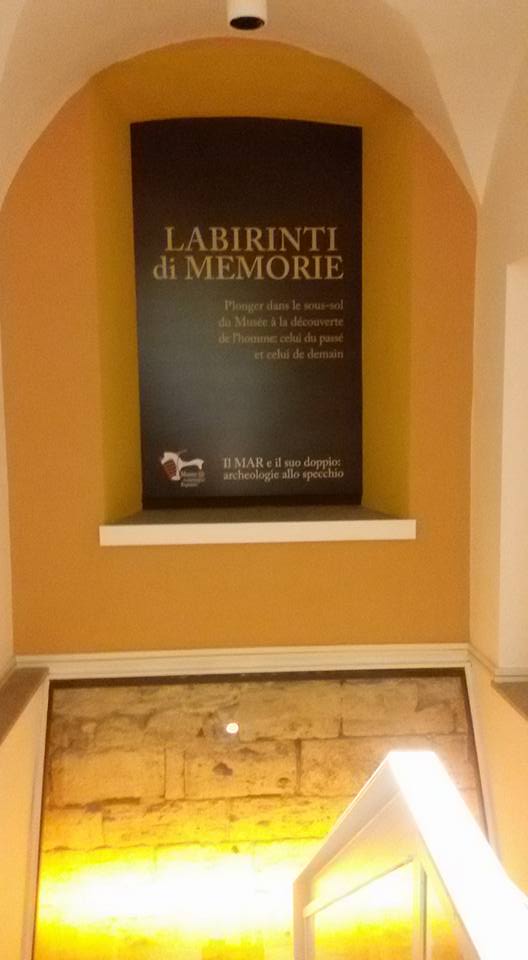 LABIRINTI
di MEMORIE
Plonger dans le sous-sol
du Musée à la découverte
de l'homme: celui du passé
et celui de demain
Il MAR e il suo doppio:
archeologie allo specchio